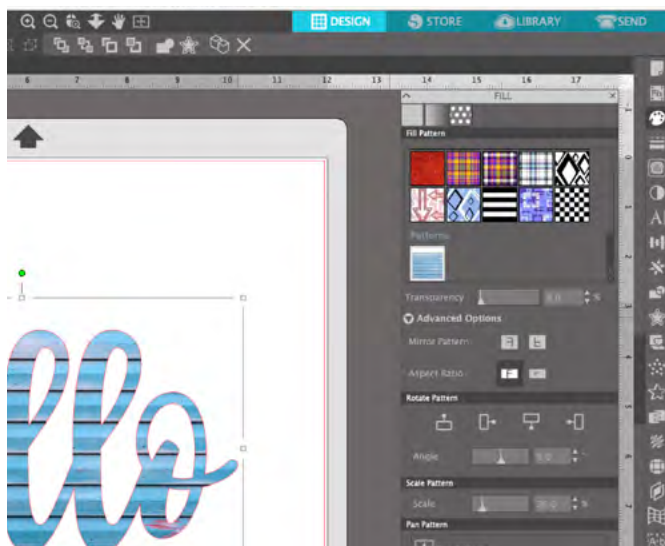 DESIGN
STORE
LIBRARY
SEND
6 7 8 9 10 11 12 13 14 15 16 17
FILL
Fill Pattern
Patterns
Transparency
%
Advanced Options
Mirror Pattern
Aspect Ratio
Rotate Pattern
Angle
Scale Pattern
Scale
%
Pan Pattern
llo